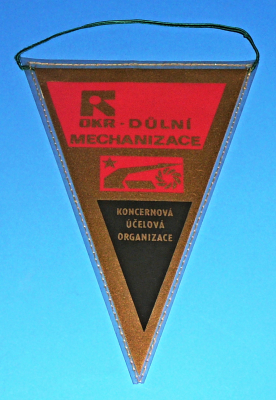 OKR - DŮLNÍ
MECHANIZACE
KONCERNOVÁ
ÚČELOVÁ
ORGANIZACE